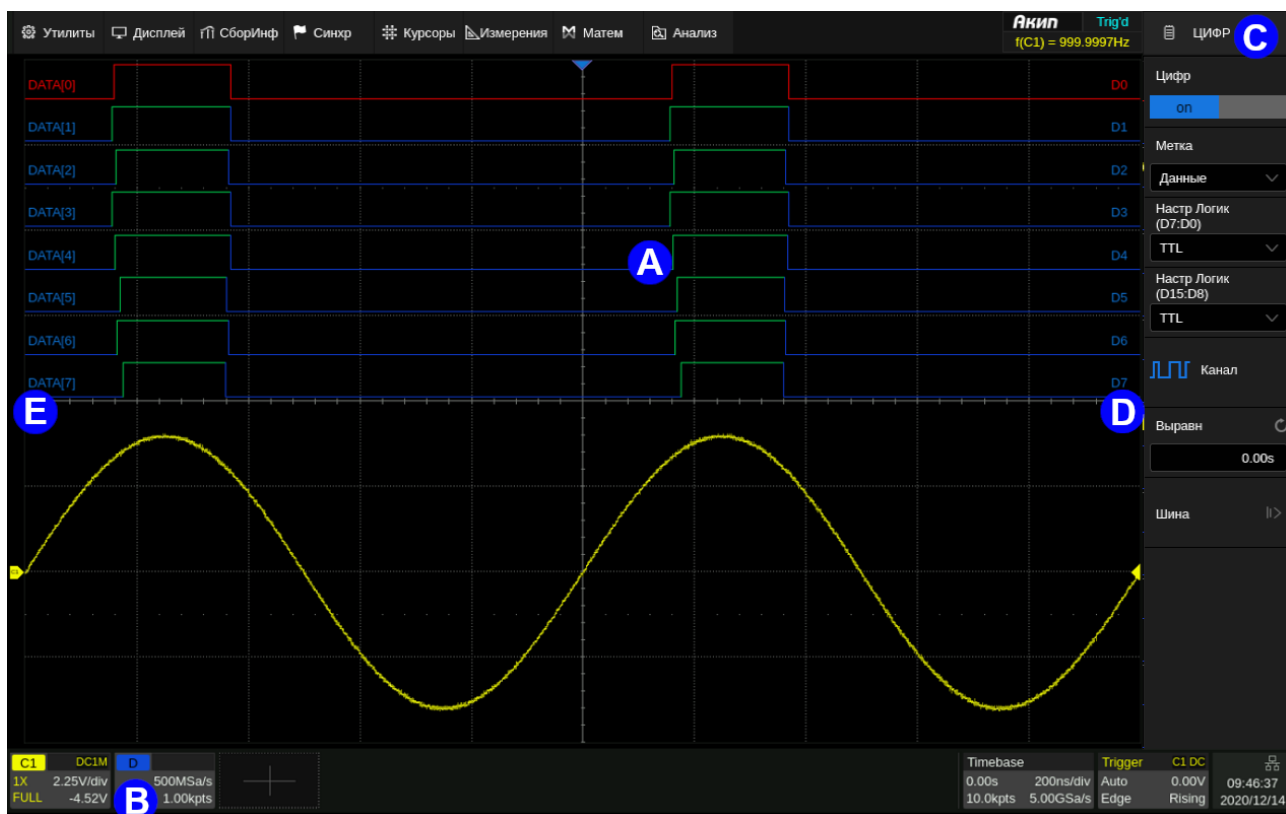 Утилиты Дисплей СборИнф Синхр Курсоры Измерения Матем Анализ
Акип Trig'd
f(C1) = 999.9997Hz
ЦИФР C
DATA[0] D0
DATA[1] D1
DATA[2] D2
DATA[3] D3
DATA[4] A D4
DATA[5] D5
DATA[6] D6
DATA[7] D7
E D
Цифр
on
Метка
Данные
Настр Логик
(D7:D0)
TTL
Настр Логик
(D15:D8)
TTL
Канал
Выравн
0.00s
Шина
C1 DC1M
1X 2.25V/div
FULL -4.52V
D
500MSa/s
B 1.00kpts
Timebase
0.00s 200ns/div
10.0kpts 5.00GSa/s
Trigger C1 DC
Auto 0.00V
Edge Rising
09:46:37
2020/12/14